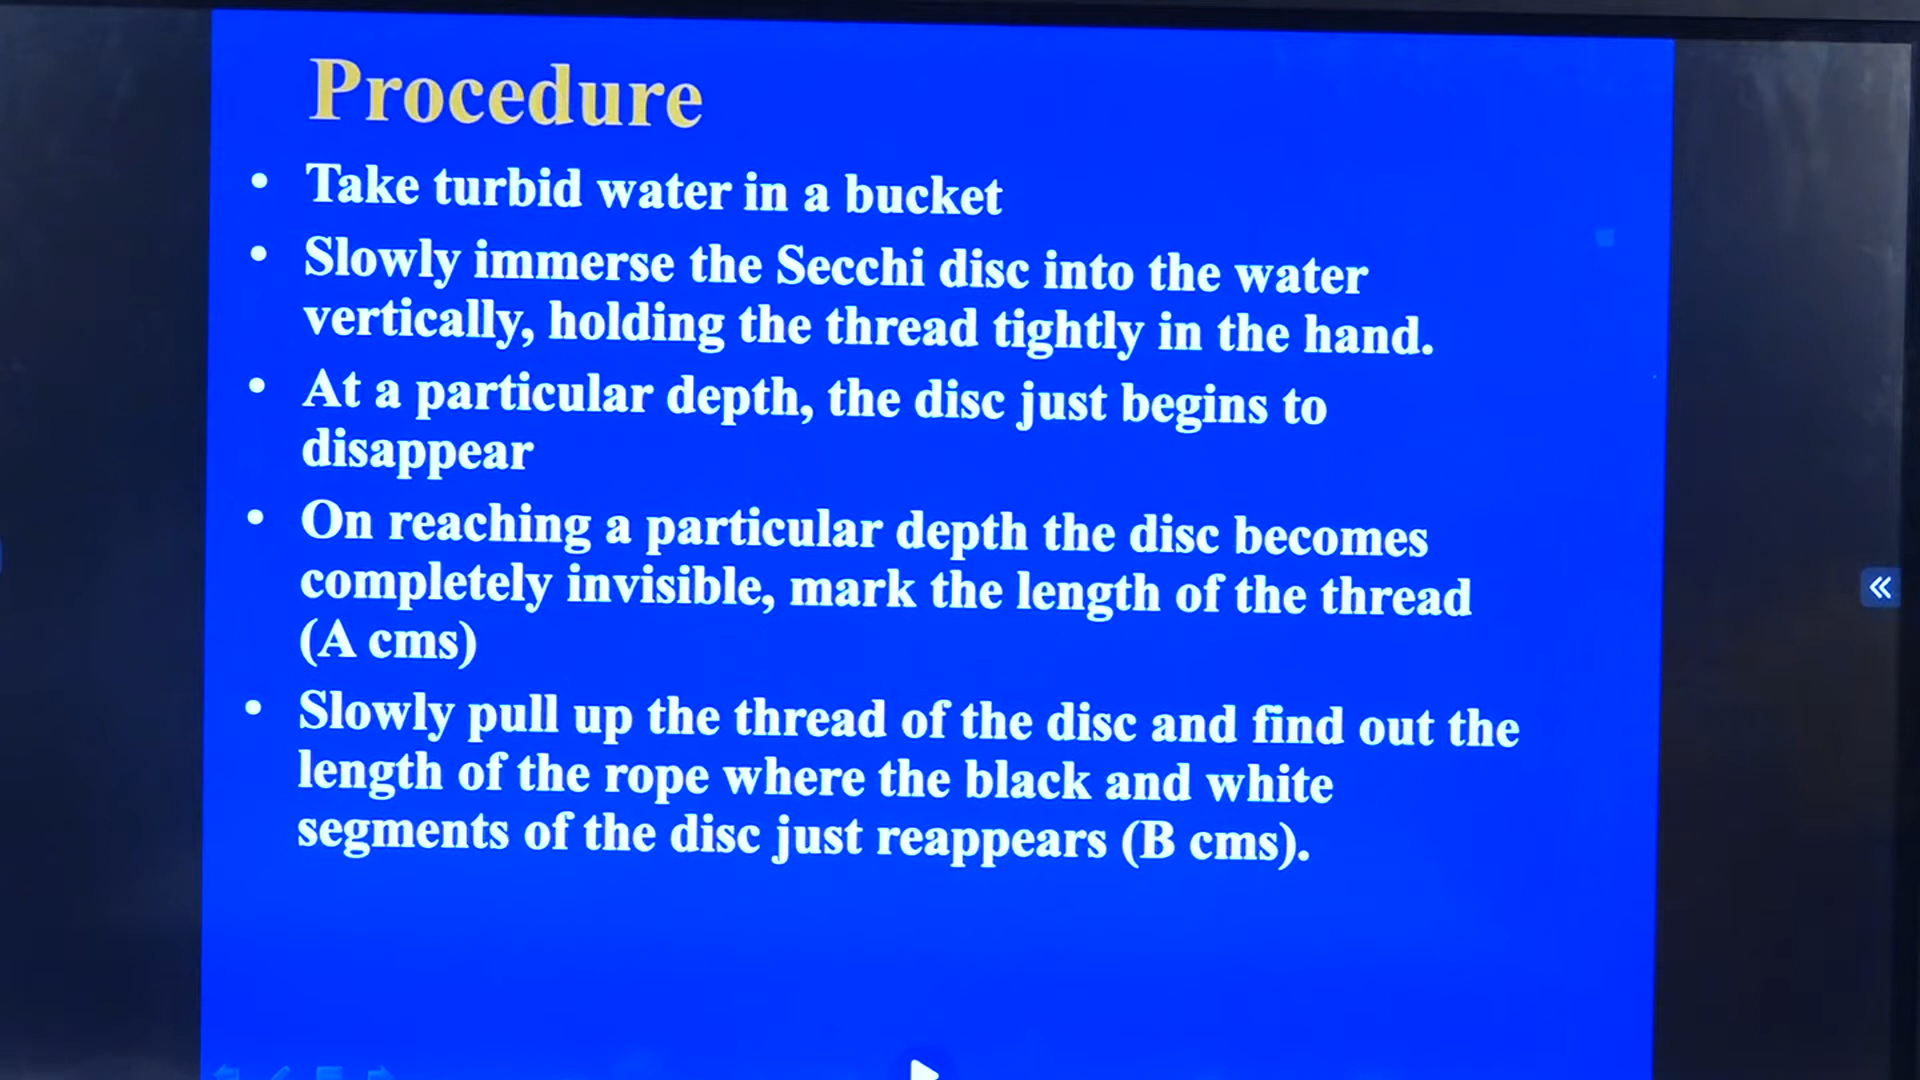 Procedure
• Take turbid water in a bucket
• Slowly immerse the Secchi disc into the water
vertically, holding the thread tightly in the hand.
• At a particular depth, the disc just begins to
disappear
• On reaching a particular depth the disc becomes
completely invisible, mark the length of the thread
(A cms)
• Slowly pull up the thread of the disc and find out the
length of the rope where the black and white
segments of the disc just reappears (B cms).